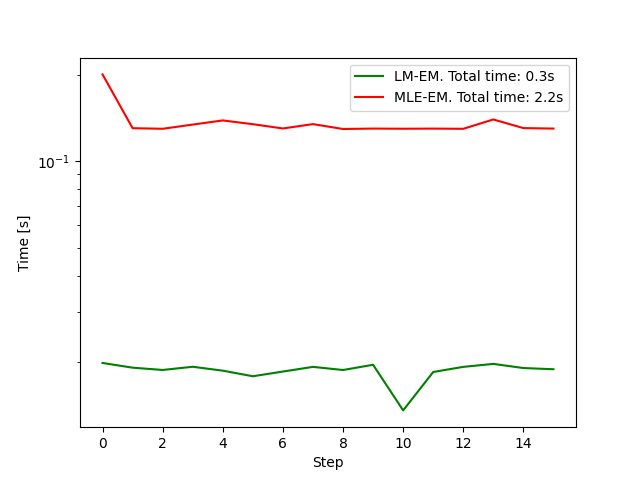 LM-EM. Total time: 0.3s
MLE-EM. Total time: 2.2s
10⁻¹
Time [s]
0 2 4 6 8 10 12 14
Step